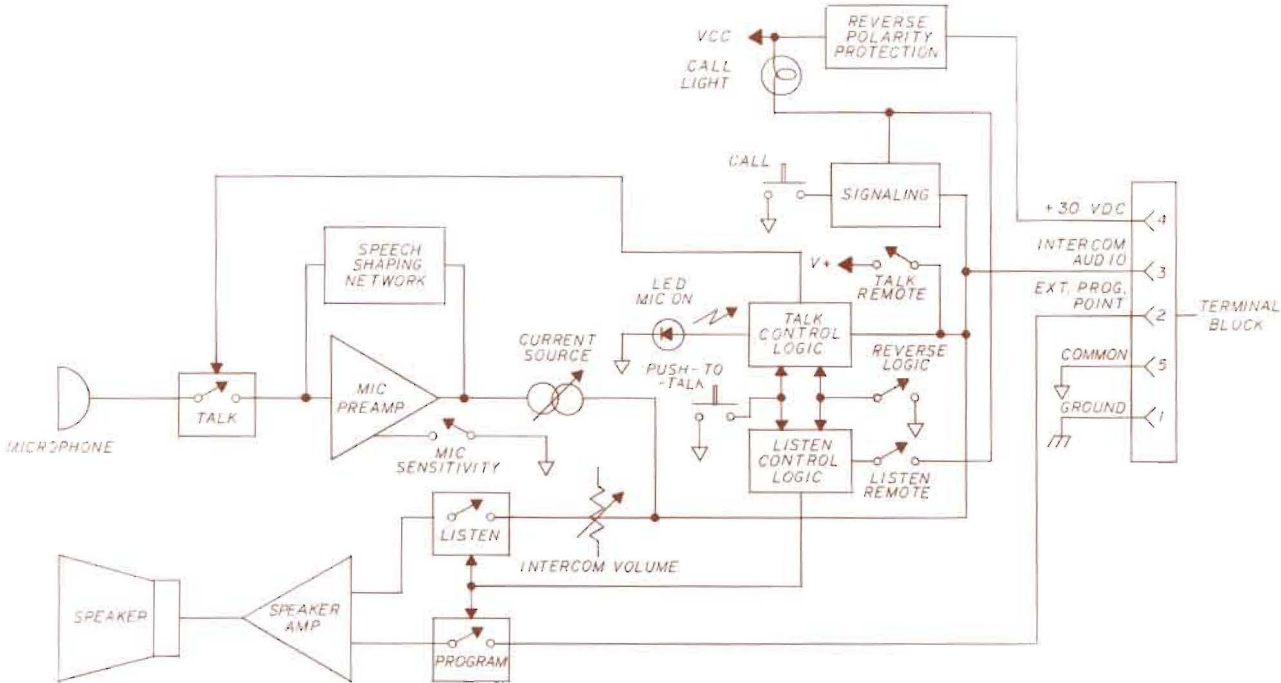 REVERSE
POLARITY
PROTECTION
VCC
CALL
LIGHT
CALL
SIGNALING
+30 VDC
4
INTERCOM
AUDIO
3
EXT. PROG.
POINT
2
TERMINAL
BLOCK
COMMON
5
GROUND
1
SPEECH
SHAPING
NETWORK
V+
TALK
REMOTE
LED
MIC ON
TALK
CONTROL
LOGIC
REVERSE
LOGIC
CURRENT
SOURCE
PUSH-TO
-TALK
MICROPHONE
TALK
MIC
PREAMP
MIC
SENSITIVITY
LISTEN
CONTROL
LOGIC
LISTEN
REMOTE
LISTEN
INTERCOM VOLUME
SPEAKER
SPEAKER
AMP
PROGRAM